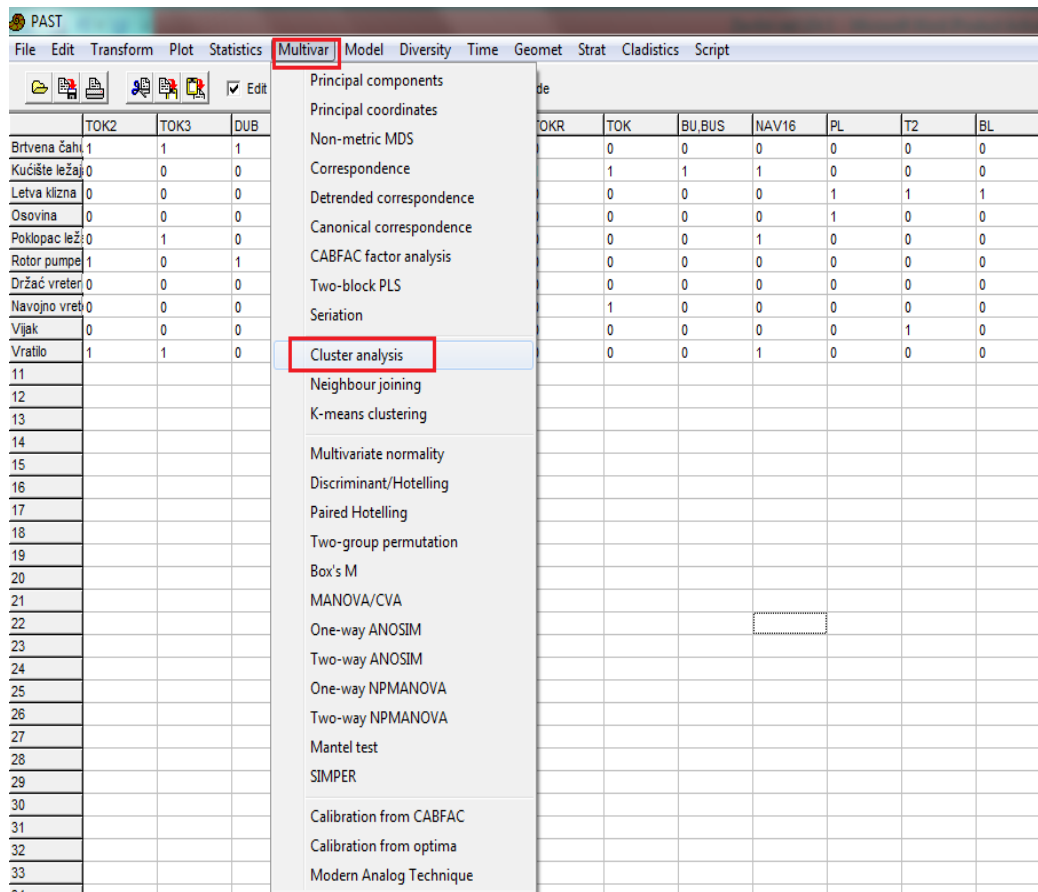 PAST
File Edit Transform Plot Statistics Multivar Model Diversity Time Geomet Strat Cladistics Script
Edit de
TOK2 TOK3 DUB TOKR TOK BU,BUS NAV16 PL T2 BL
Brtvena čahu 1 1 1 0 0 0 0 0 0
Kućište ležaj 0 0 0 1 1 1 0 0 0
Letva klizna 0 0 0 0 0 0 1 1 1
Osovina 0 0 0 0 0 0 1 0 0
Poklopac lež 0 1 0 0 0 1 0 0 0
Rotor pumpe 1 0 1 0 0 0 0 0 0
Držać vreten 0 0 0 0 0 0 0 0 0
Navojno vret 0 0 0 1 0 0 0 0 0
Vijak 0 0 0 0 0 0 0 1 0
Vratilo 1 1 0 0 0 1 0 0 0
11
12
13
14
15
16
17
18
19
20
21
22
23
24
25
26
27
28
29
30
31
32
33
Principal components
Principal coordinates
Non-metric MDS
Correspondence
Detrended correspondence
Canonical correspondence
CABFAC factor analysis
Two-block PLS
Seriation
Cluster analysis
Neighbour joining
K-means clustering
Multivariate normality
Discriminant/Hotelling
Paired Hotelling
Two-group permutation
Box's M
MANOVA/CVA
One-way ANOSIM
Two-way ANOSIM
One-way NPMANOVA
Two-way NPMANOVA
Mantel test
SIMPER
Calibration from CABFAC
Calibration from optima
Modern Analog Technique